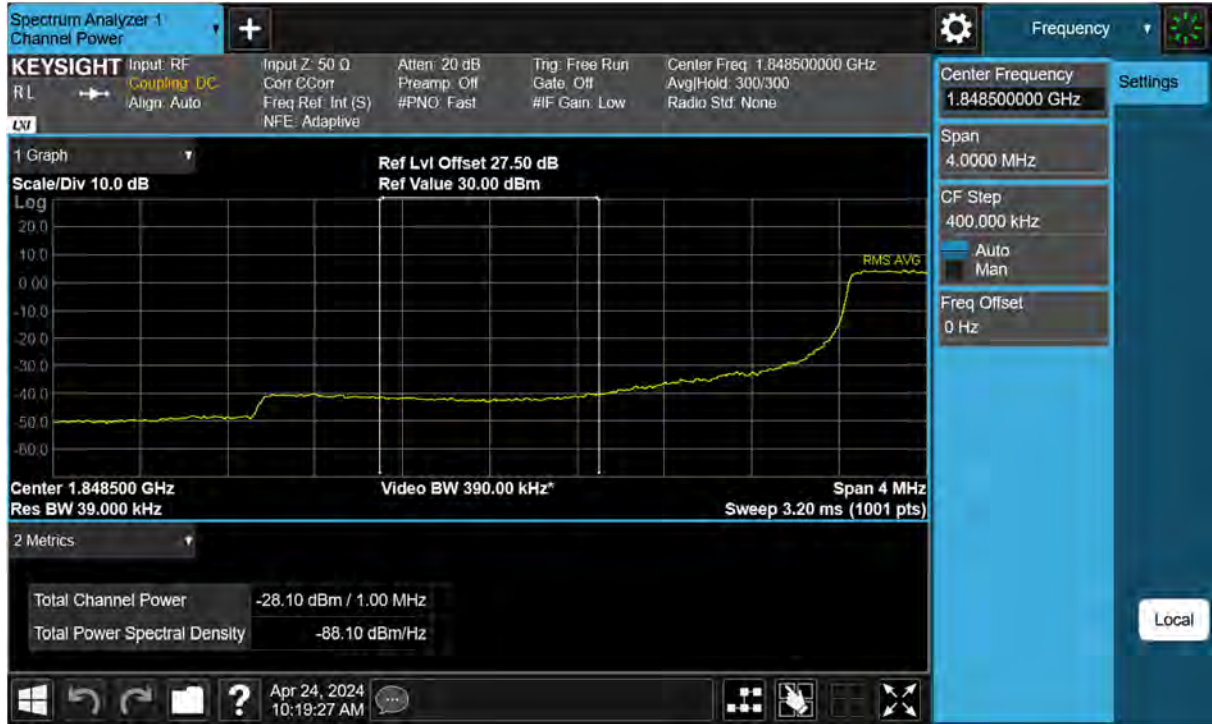 Spectrum Analyzer 1
Channel Power
+
Frequency
KEYSIGHT
RL
LXI
Input: RF
Coupling: DC
Align: Auto
Input Z: 50 Ω
Corr CCorr
Freq Ref: Int (S)
NFE: Adaptive
Atten: 20 dB
Preamp: Off
#PNO: Fast
Trig: Free Run
Gate: Off
#IF Gain: Low
Center Freq: 1.848500000 GHz
Avg|Hold: 300/300
Radio Std: None
Center Frequency
1.848500000 GHz
Settings
Span
4.0000 MHz
CF Step
400.000 kHz
Auto
Man
Freq Offset
0 Hz
1 Graph
Scale/Div 10.0 dB
Ref Lvl Offset 27.50 dB
Ref Value 30.00 dBm
Log
20.0
10.0
0.00
-10.0
-20.0
-30.0
-40.0
-50.0
-60.0
RMS AVG
Center 1.848500 GHz
Res BW 39.000 kHz
Video BW 390.00 kHz*
Span 4 MHz
Sweep 3.20 ms (1001 pts)
2 Metrics
Total Channel Power -28.10 dBm / 1.00 MHz
Total Power Spectral Density -88.10 dBm/Hz
Local
?
Apr 24, 2024
10:19:27 AM